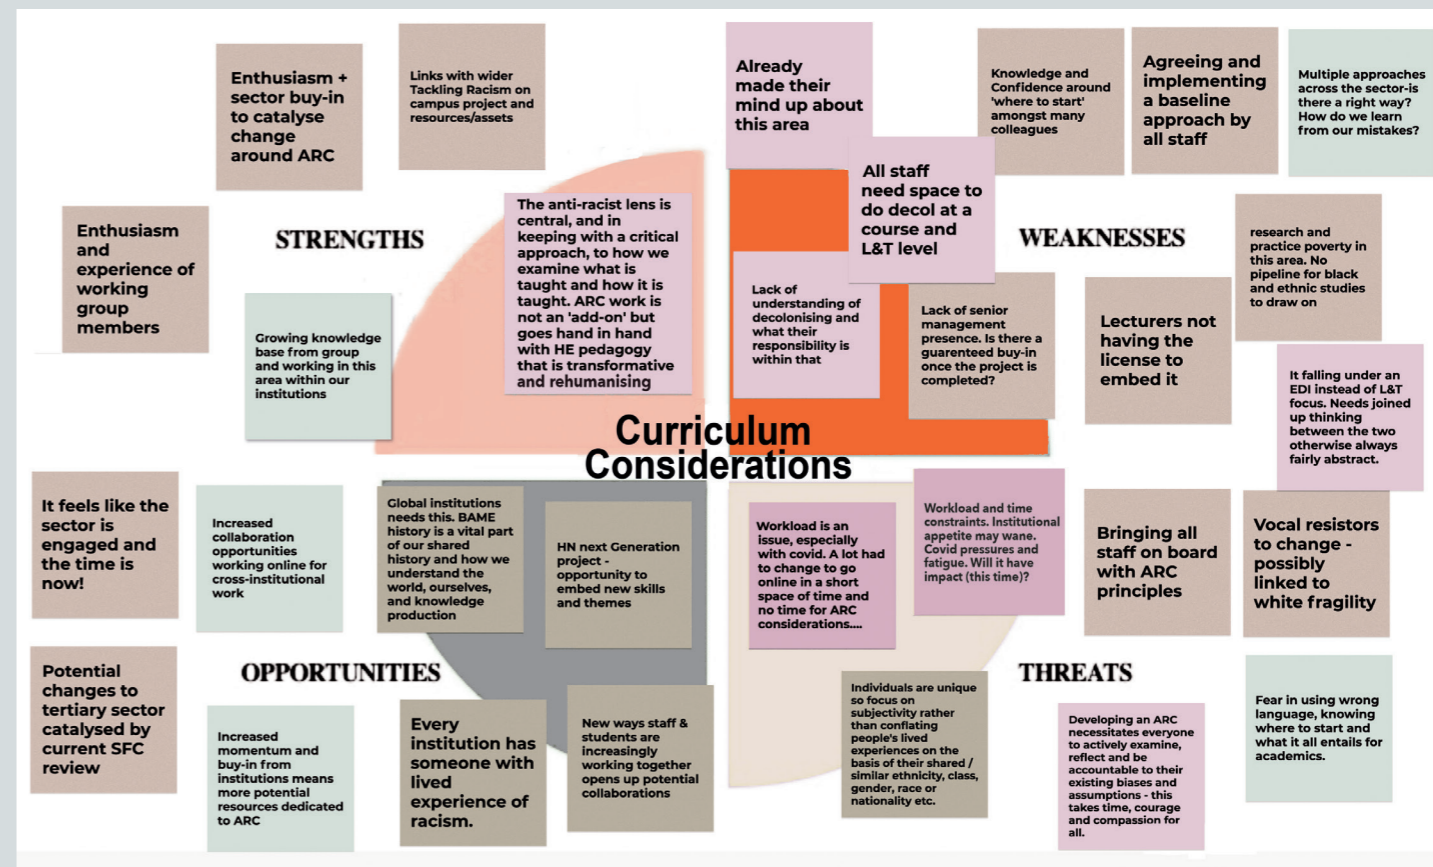 Enthusiasm +
sector buy-in
to catalyse
change
around ARC
Links with wider
Tackling Racism on
campus project and
resources/assets
Enthusiasm
and
experience of
working
group
members
STRENGTHS
Growing knowledge
base from group
and working in this
area within our
institutions
The anti-racist lens is
central, and in
keeping with a critical
approach, to how we
examine what is
taught and how it is
taught. ARC work is
not an 'add-on' but
goes hand in hand
with HE pedagogy
that is transformative
and rehumanising
Already
made their
mind up about
this area
All staff
need space to
do decol at a
course and
L&T level
Knowledge and
Confidence around
'where to start'
amongst many
colleagues
Agreeing and
implementing
a baseline
approach by
all staff
Multiple approaches
across the sector-is
there a right way?
How do we learn
from our mistakes?
WEAKNESSES
Lack of
understanding of
decolonising and
what their
responsibility is
within that
Lack of senior
management
presence. Is there a
guarenteed buy-in
once the project is
completed?
Lecturers not
having the
license to
embed it
research and
practice poverty in
this area. No
pipeline for black
and ethnic studies
to draw on
It falling under an
EDI instead of L&T
focus. Needs joined
up thinking
between the two
otherwise always
fairly abstract.
Curriculum
Considerations
It feels like the
sector is
engaged and
the time is
now!
Increased
collaboration
opportunities
working online for
cross-institutional
work
Global institutions
needs this. BAME
history is a vital part
of our shared
history and how we
understand the
world, ourselves,
and knowledge
production
HN next Generation
project -
opportunity to
embed new skills
and themes
OPPORTUNITIES
Potential
changes to
tertiary sector
catalysed by
current SFC
review
Increased
momentum and
buy-in from
institutions means
more potential
resources dedicated
to ARC
Every
institution has
someone with
lived
experience of
racism.
New ways staff &
students are
increasingly
working together
opens up potential
collaborations
Workload is an
issue, especially
with covid. A lot had
to change to go
online in a short
space of time and
no time for ARC
considerations....
Workload and time
constraints. Institutional
appetite may wane.
Covid pressures and
fatigue. Will it have
impact (this time)?
Bringing all
staff on board
with ARC
principles
Vocal resistors
to change -
possibly
linked to
white fragility
THREATS
Individuals are unique
so focus on
subjectivity rather
than conflating
people's lived
experiences on the
basis of their shared /
similar ethnicity, class,
gender, race or
nationality etc.
Developing an ARC
necessitates everyone
to actively examine,
reflect and be
accountable to their
existing biases and
assumptions - this
takes time, courage
and compassion for
all.
Fear in using wrong
language, knowing
where to start and
what it all entails for
academics.